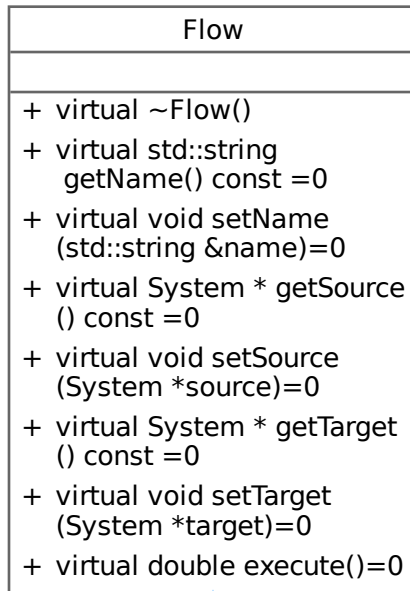 Flow
+ virtual ~Flow()
+ virtual std::string
getName() const =0
+ virtual void setName
(std::string &name)=0
+ virtual System * getSource
() const =0
+ virtual void setSource
(System *source)=0
+ virtual System * getTarget
() const =0
+ virtual void setTarget
(System *target)=0
+ virtual double execute()=0